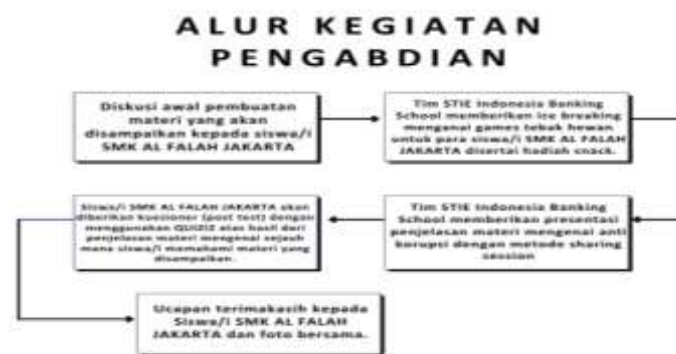 ALUR KEGIATAN
PENGABDIAN
Diskusi awal pembuatan
materi yang akan
disampaikan kepada siswa/i
SMK AL FALAH JAKARTA
Tim STIE Indonesia Banking
School memberikan ice breaking
mengenai games tebak hewan
untuk para siswa/i SMK AL FALAH
JAKARTA disertai hadiah snack.
Tim STIE Indonesia Banking
School memberikan presentasi
penjelasan materi mengenai anti
korupsi dengan metode sharing
session
Siswa/i SMK AL FALAH JAKARTA akan
diberikan kuesioner (post test) dengan
menggunakan QUIZIZ atas hasil dari
penjelasan materi mengenai sejauh
mana siswa/i memahami materi yang
disampaikan.
Ucapan terimakasih kepada
Siswa/i SMK AL FALAH
JAKARTA dan foto bersama.